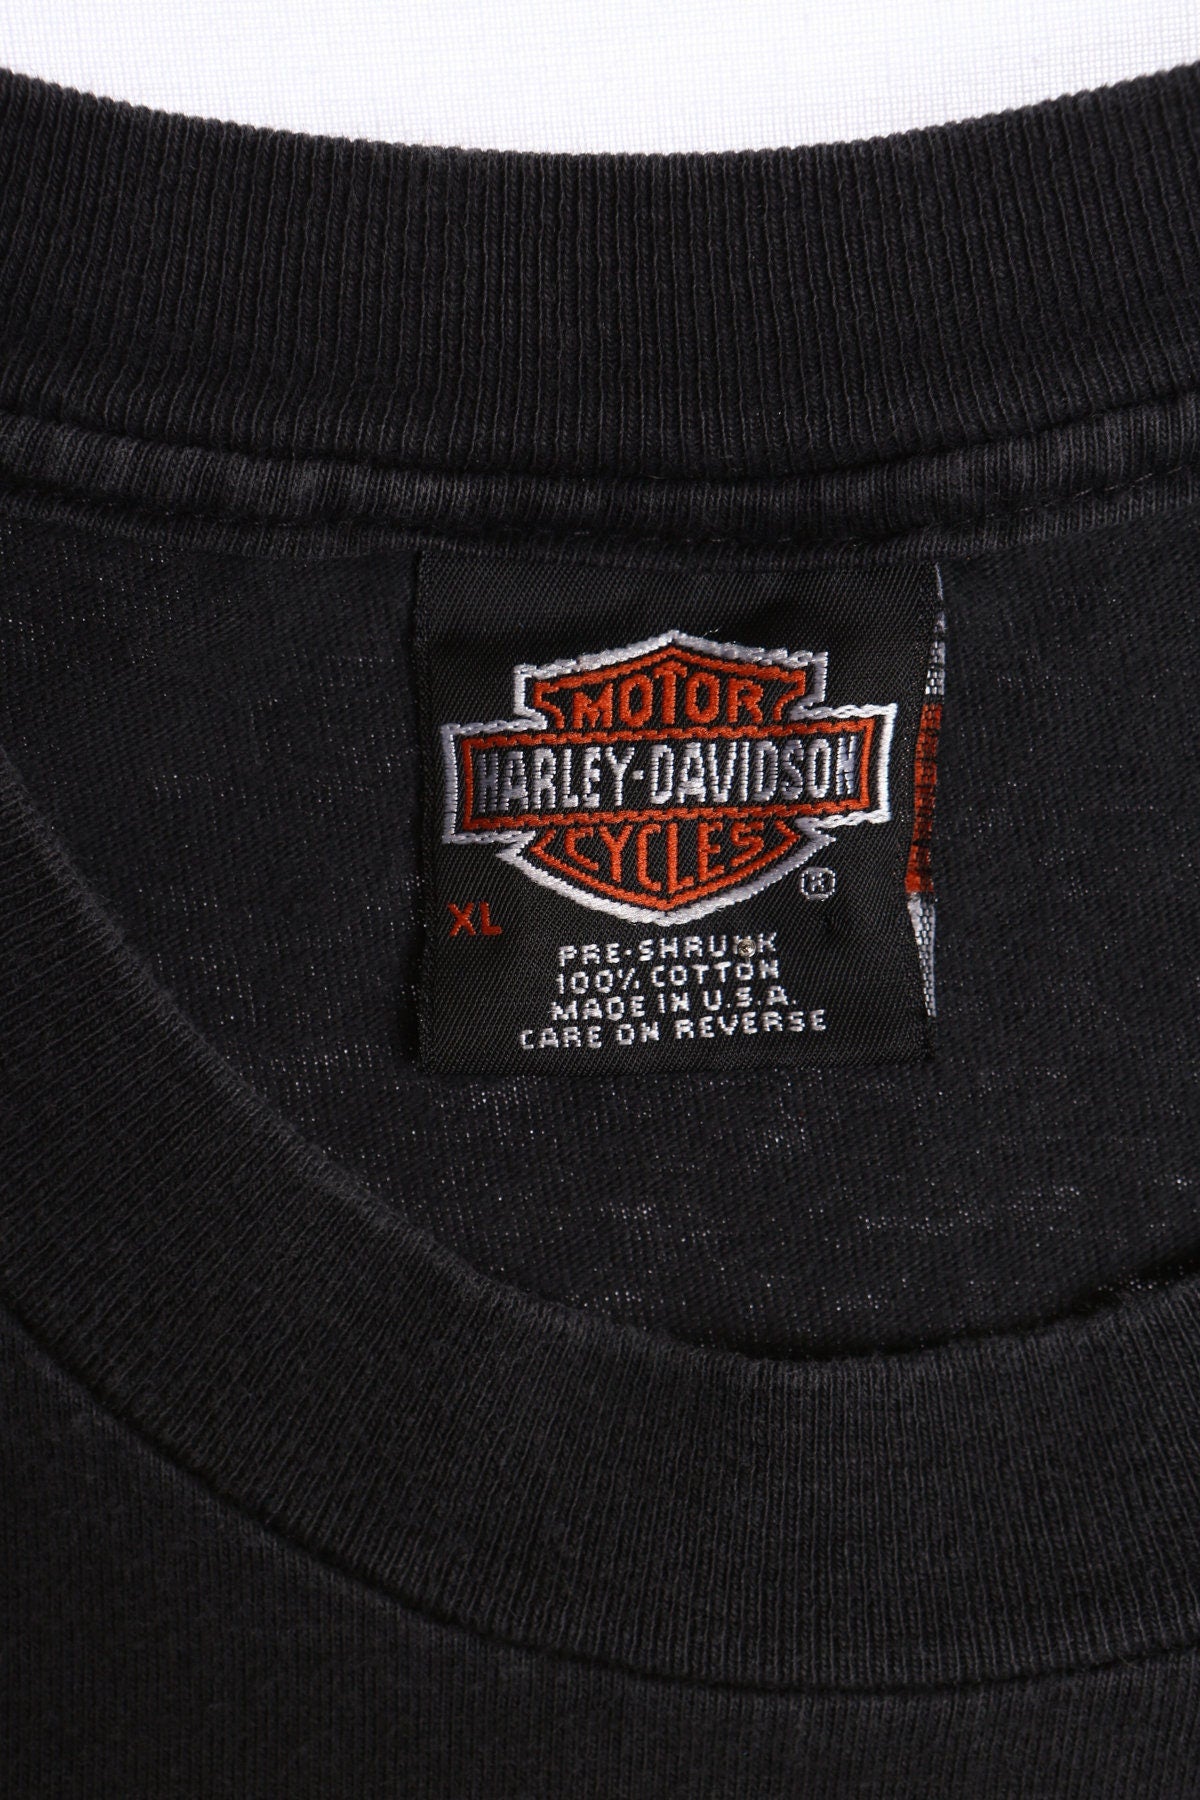 MOTOR
HARLEY-DAVIDSON
CYCLES
®
XL
PRE-SHRUNK
100% COTTON
MADE IN U.S.A.
CARE ON REVERSE